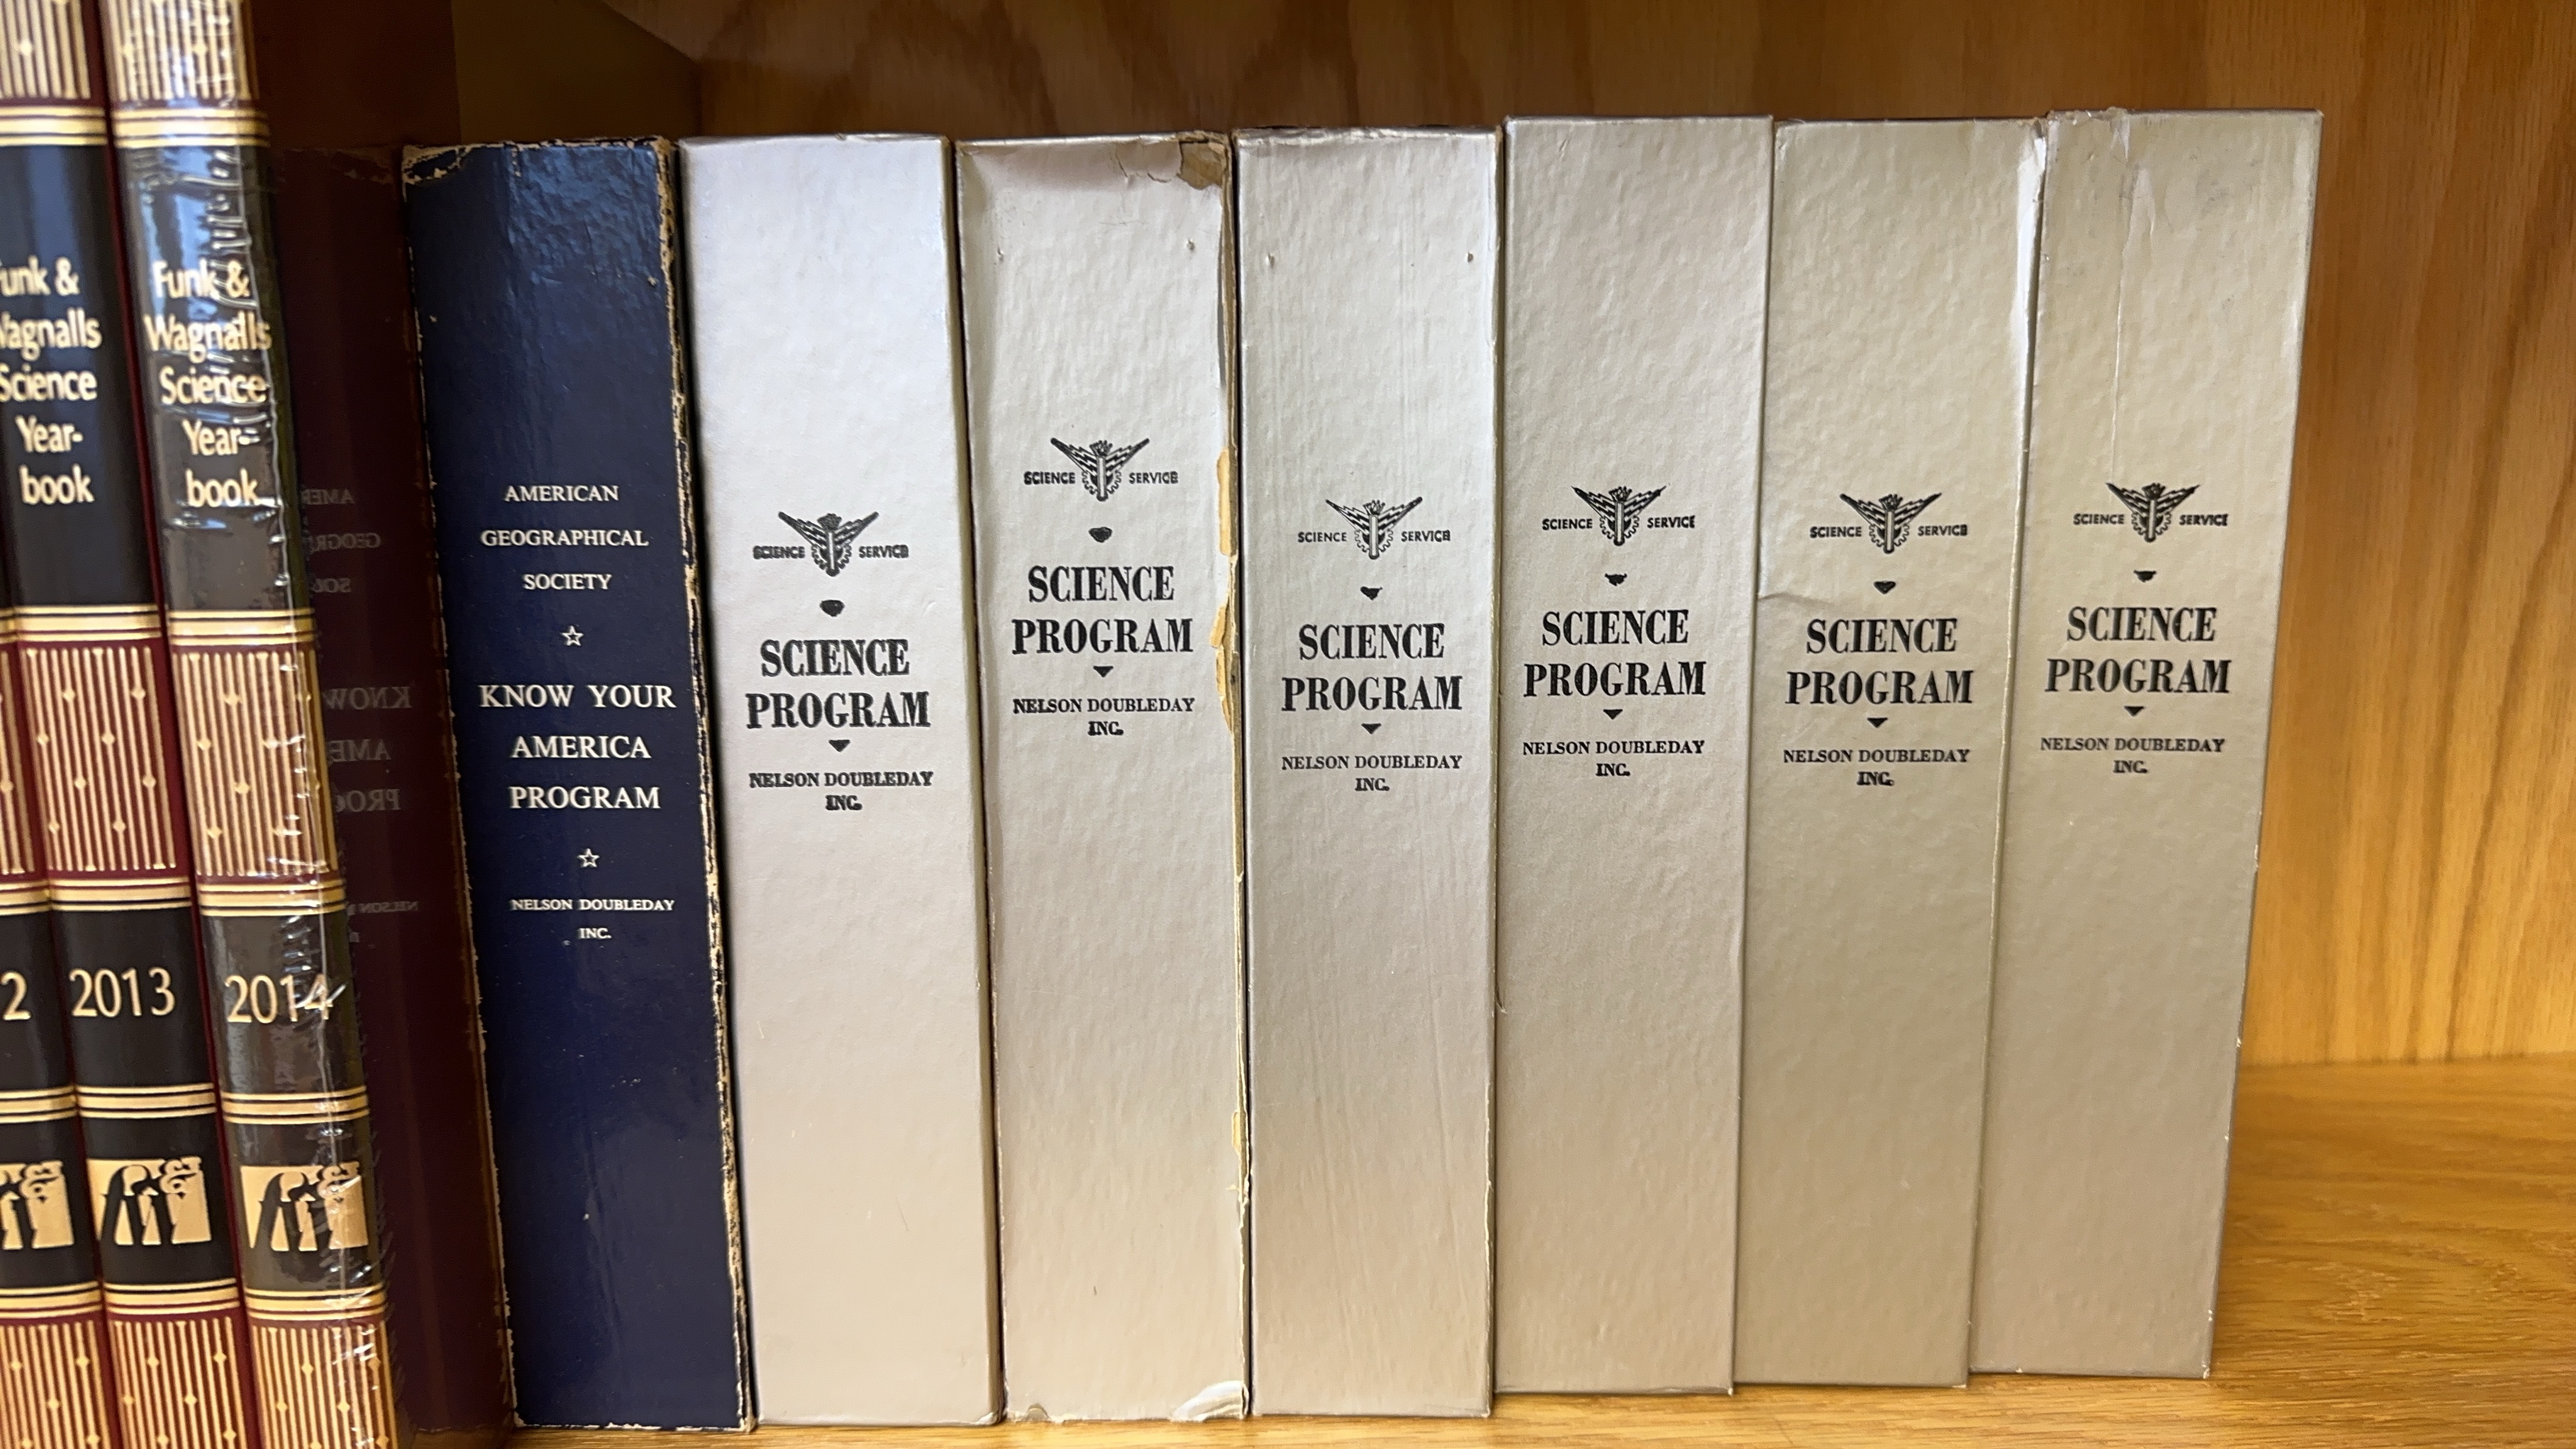 Funk &
Wagnalls
Science
Year-
book
2
2013
Funk &
Wagnalls
Science
Year-
book
2014
AMERICAN
GEOGRAPHICAL
SOCIETY
KNOW YOUR
AMERICA
PROGRAM
NELSON DOUBLEDAY
INC.
SCIENCE SERVICE
SCIENCE
PROGRAM
NELSON DOUBLEDAY
INC.
SCIENCE SERVICE
SCIENCE
PROGRAM
NELSON DOUBLEDAY
INC.
SCIENCE SERVICE
SCIENCE
PROGRAM
NELSON DOUBLEDAY
INC.
SCIENCE SERVICE
SCIENCE
PROGRAM
NELSON DOUBLEDAY
INC.
SCIENCE SERVICE
SCIENCE
PROGRAM
NELSON DOUBLEDAY
INC.
SCIENCE SERVICE
SCIENCE
PROGRAM
NELSON DOUBLEDAY
INC.